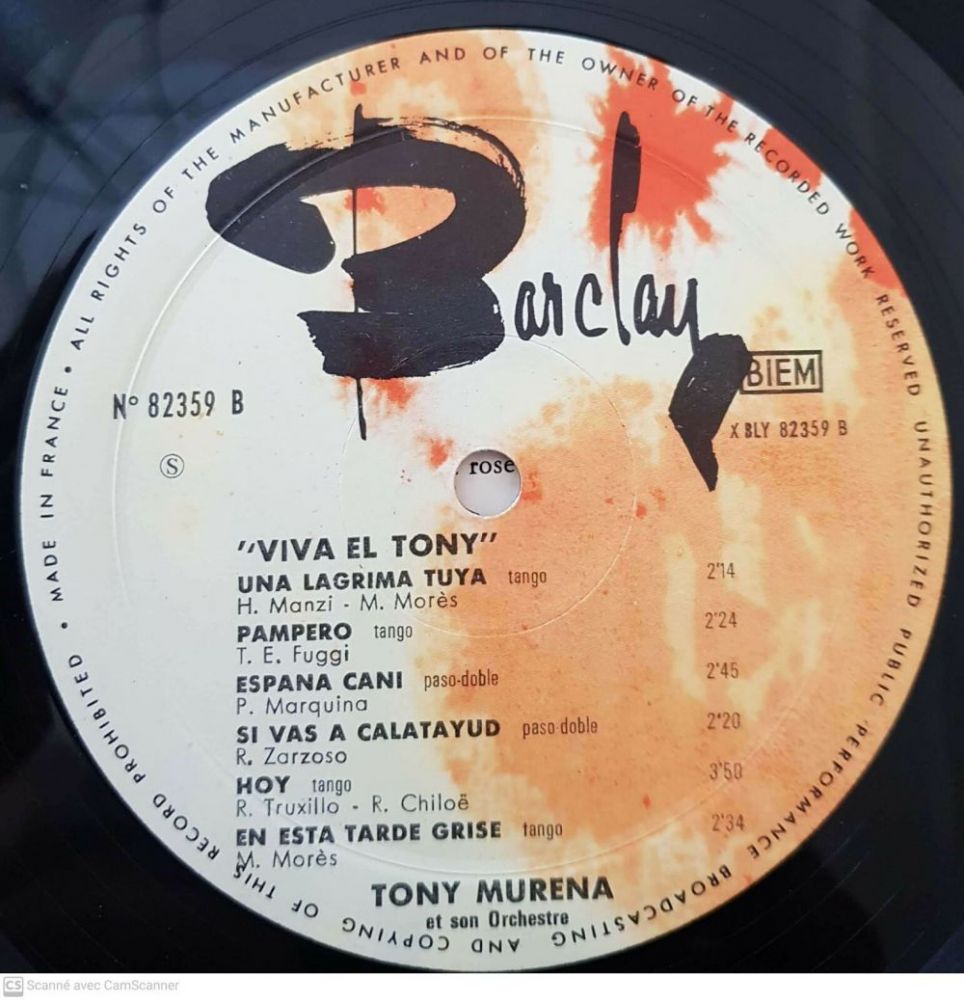 MADE IN FRANCE • ALL RIGHTS OF THE MANUFACTURER AND OF THE OWNER OF THE RECORDED WORK RESERVED UNAUTHORIZED PUBLIC PERFORMANCE BROADCASTING AND COPYING OF THIS RECORD PROHIBITED •
Barclay
BIEM
N° 82359 B
X BLY 82359 B
Ⓢ
rose
"VIVA EL TONY"
UNA LAGRIMA TUYA tango 2'14
H. Manzi - M. Morès
PAMPERO tango 2'24
T. E. Fuggi
ESPANA CANI paso-doble 2'45
P. Marquina
SI VAS A CALATAYUD paso-doble 2'20
R. Zarzoso
HOY tango 3'50
R. Truxillo - R. Chiloë
EN ESTA TARDE GRISE tango 2'34
M. Morès
TONY MURENA
et son Orchestre
CS Scanné avec CamScanner